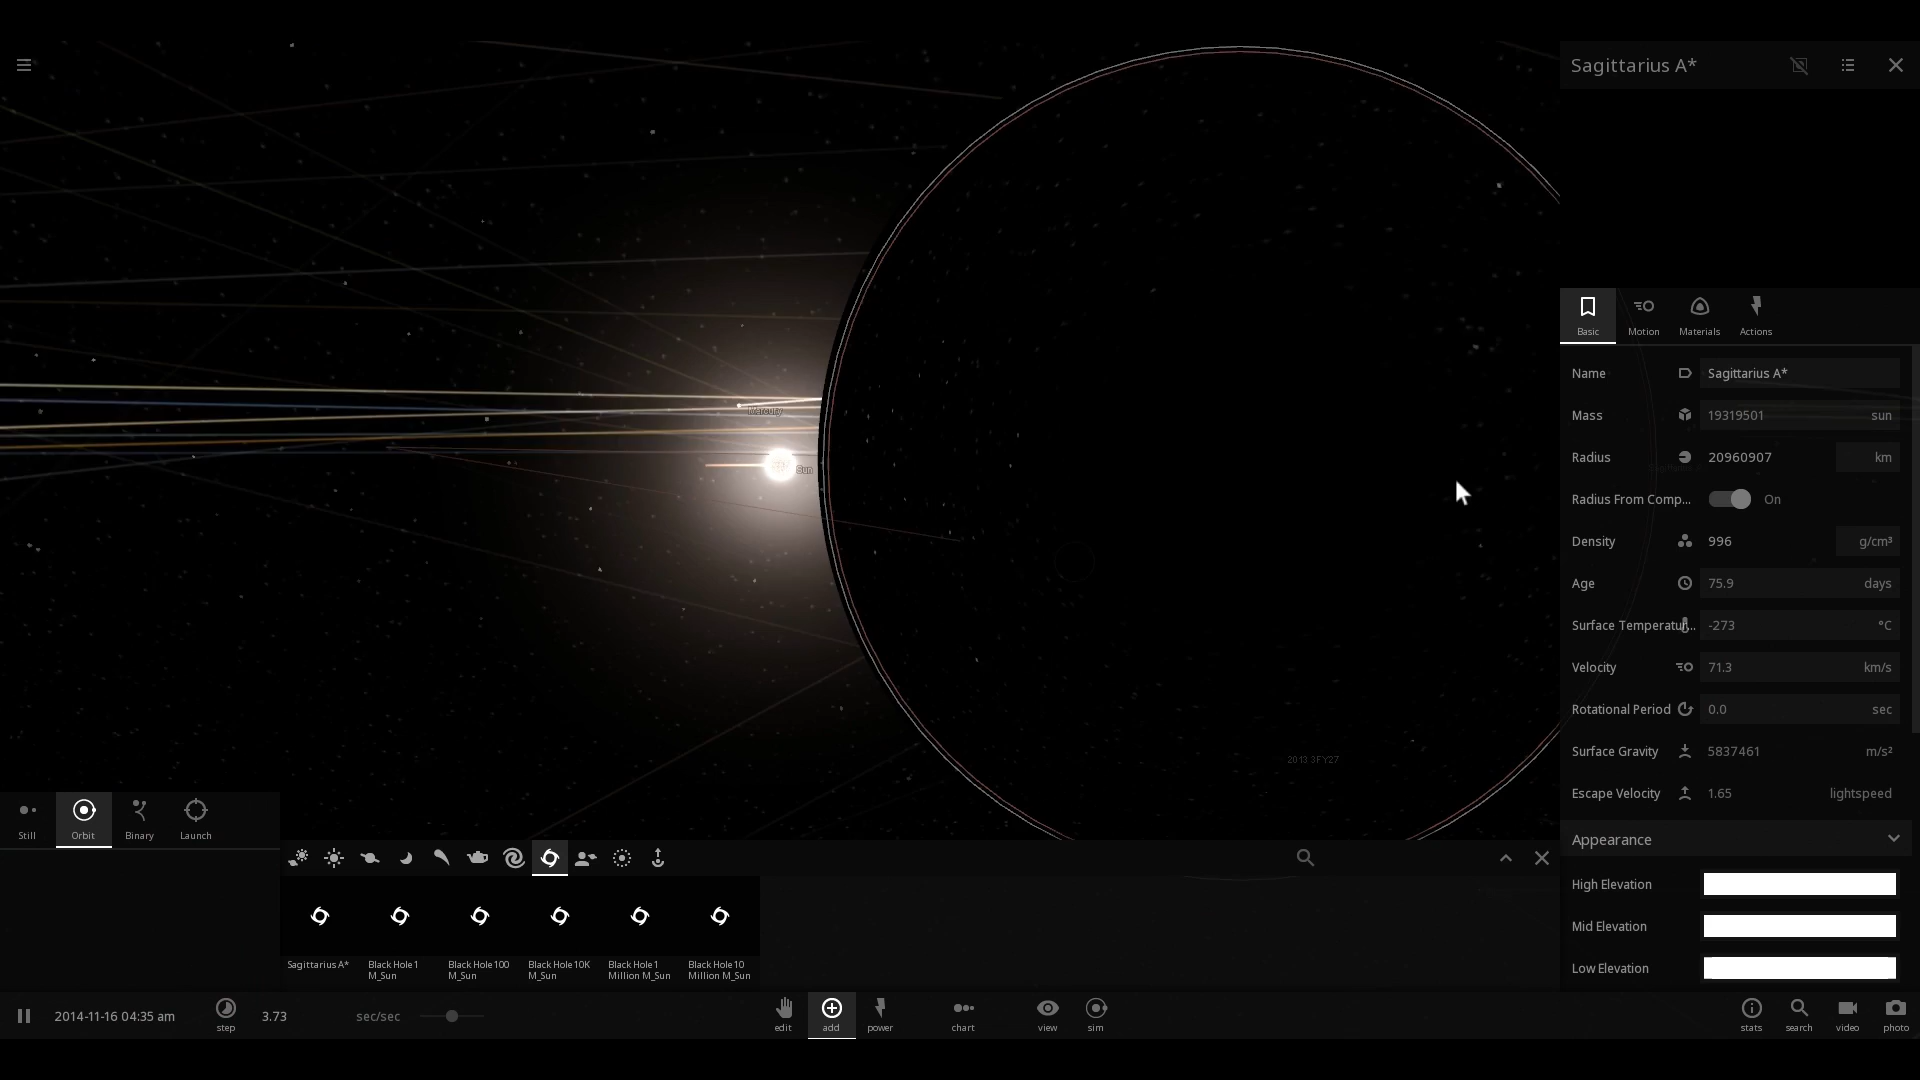 Sagittarius A*
Mercury
Sun
2013 3FY27
Basic
Motion
Materials
Actions
Name
Sagittarius A*
Mass
19319501
sun
Radius
20960907
km
Radius From Comp...
On
Density
996
g/cm³
Age
75.9
days
Surface Temperatur...
-273
°C
Velocity
71.3
km/s
Rotational Period
0.0
sec
Surface Gravity
5837461
m/s²
Escape Velocity
1.65
lightspeed
Appearance
High Elevation
Mid Elevation
Low Elevation
Still
Orbit
Binary
Launch
Sagittarius A*
Black Hole 1
M_Sun
Black Hole 100
M_Sun
Black Hole 10K
M_Sun
Black Hole 1
Million M_Sun
Black Hole 10
Million M_Sun
2014-11-16 04:35 am
step
3.73
sec/sec
edit
add
power
chart
view
sim
stats
search
video
photo